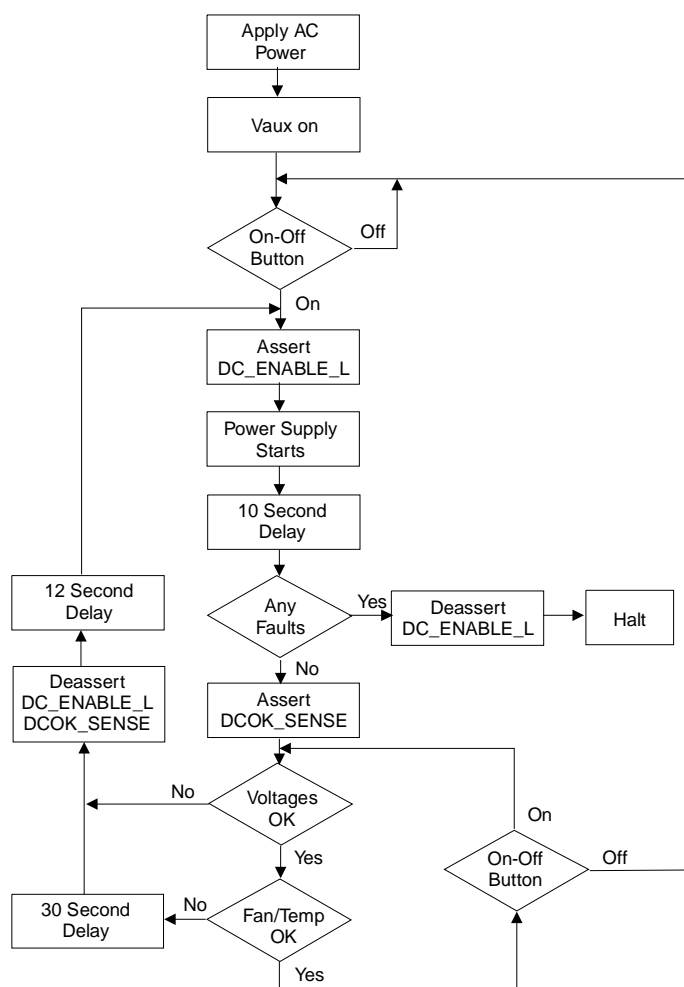 Apply AC
Power
Vaux on
On-Off
Button
Off
On
Assert
DC_ENABLE_L
Power Supply
Starts
10 Second
Delay
12 Second
Delay
Any
Faults
Yes
Deassert
DC_ENABLE_L
Halt
No
Deassert
DC_ENABLE_L
DCOK_SENSE
Assert
DCOK_SENSE
No
Voltages
OK
On
Yes
On-Off
Button
Off
30 Second
Delay
No
Fan/Temp
OK
Yes